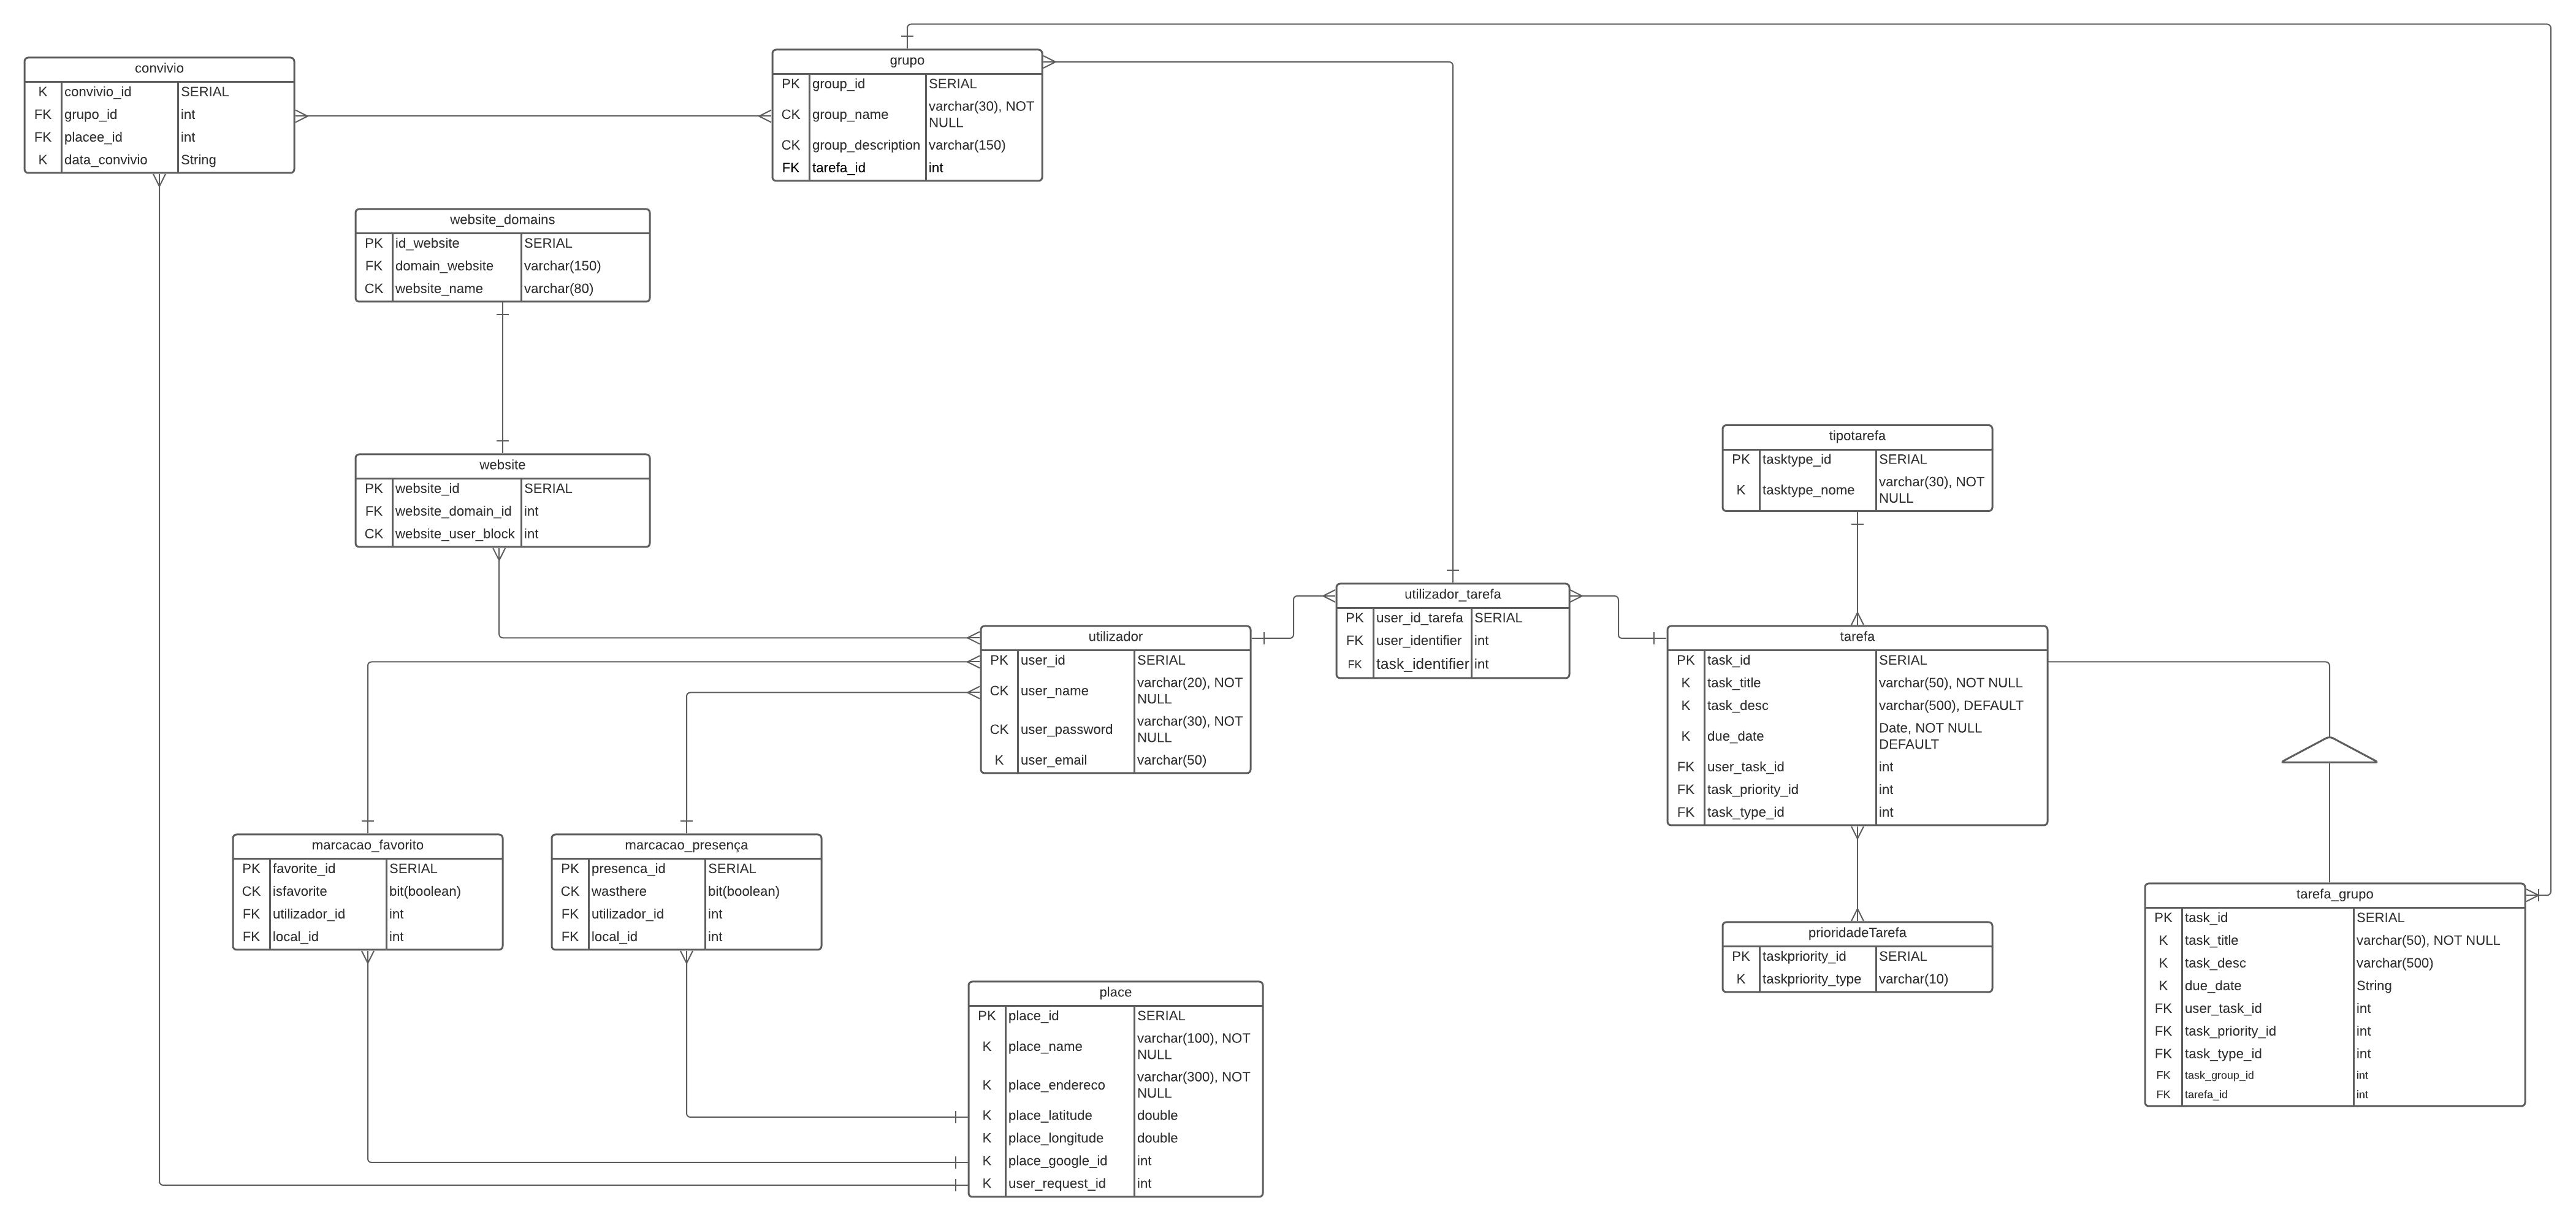 convivio
K convivio_id SERIAL
FK grupo_id int
FK placee_id int
K data_convivio String
grupo
PK group_id SERIAL
CK group_name varchar(30), NOT
NULL
CK group_description varchar(150)
FK tarefa_id int
website_domains
PK id_website SERIAL
FK domain_website varchar(150)
CK website_name varchar(80)
website
PK website_id SERIAL
FK website_domain_id int
CK website_user_block int
tipotarefa
PK tasktype_id SERIAL
K tasktype_nome varchar(30), NOT
NULL
utilizador_tarefa
PK user_id_tarefa SERIAL
FK user_identifier int
FK task_identifier int
utilizador
PK user_id SERIAL
CK user_name varchar(20), NOT
NULL
CK user_password varchar(30), NOT
NULL
K user_email varchar(50)
tarefa
PK task_id SERIAL
K task_title varchar(50), NOT NULL
K task_desc varchar(500), DEFAULT
K due_date Date, NOT NULL
DEFAULT
FK user_task_id int
FK task_priority_id int
FK task_type_id int
marcacao_favorito
PK favorite_id SERIAL
CK isfavorite bit(boolean)
FK utilizador_id int
FK local_id int
marcacao_presença
PK presenca_id SERIAL
CK wasthere bit(boolean)
FK utilizador_id int
FK local_id int
tarefa_grupo
PK task_id SERIAL
K task_title varchar(50), NOT NULL
K task_desc varchar(500)
K due_date String
FK user_task_id int
FK task_priority_id int
FK task_type_id int
FK task_group_id int
FK tarefa_id int
prioridadeTarefa
PK taskpriority_id SERIAL
K taskpriority_type varchar(10)
place
PK place_id SERIAL
K place_name varchar(100), NOT
NULL
K place_endereco varchar(300), NOT
NULL
K place_latitude double
K place_longitude double
K place_google_id int
K user_request_id int